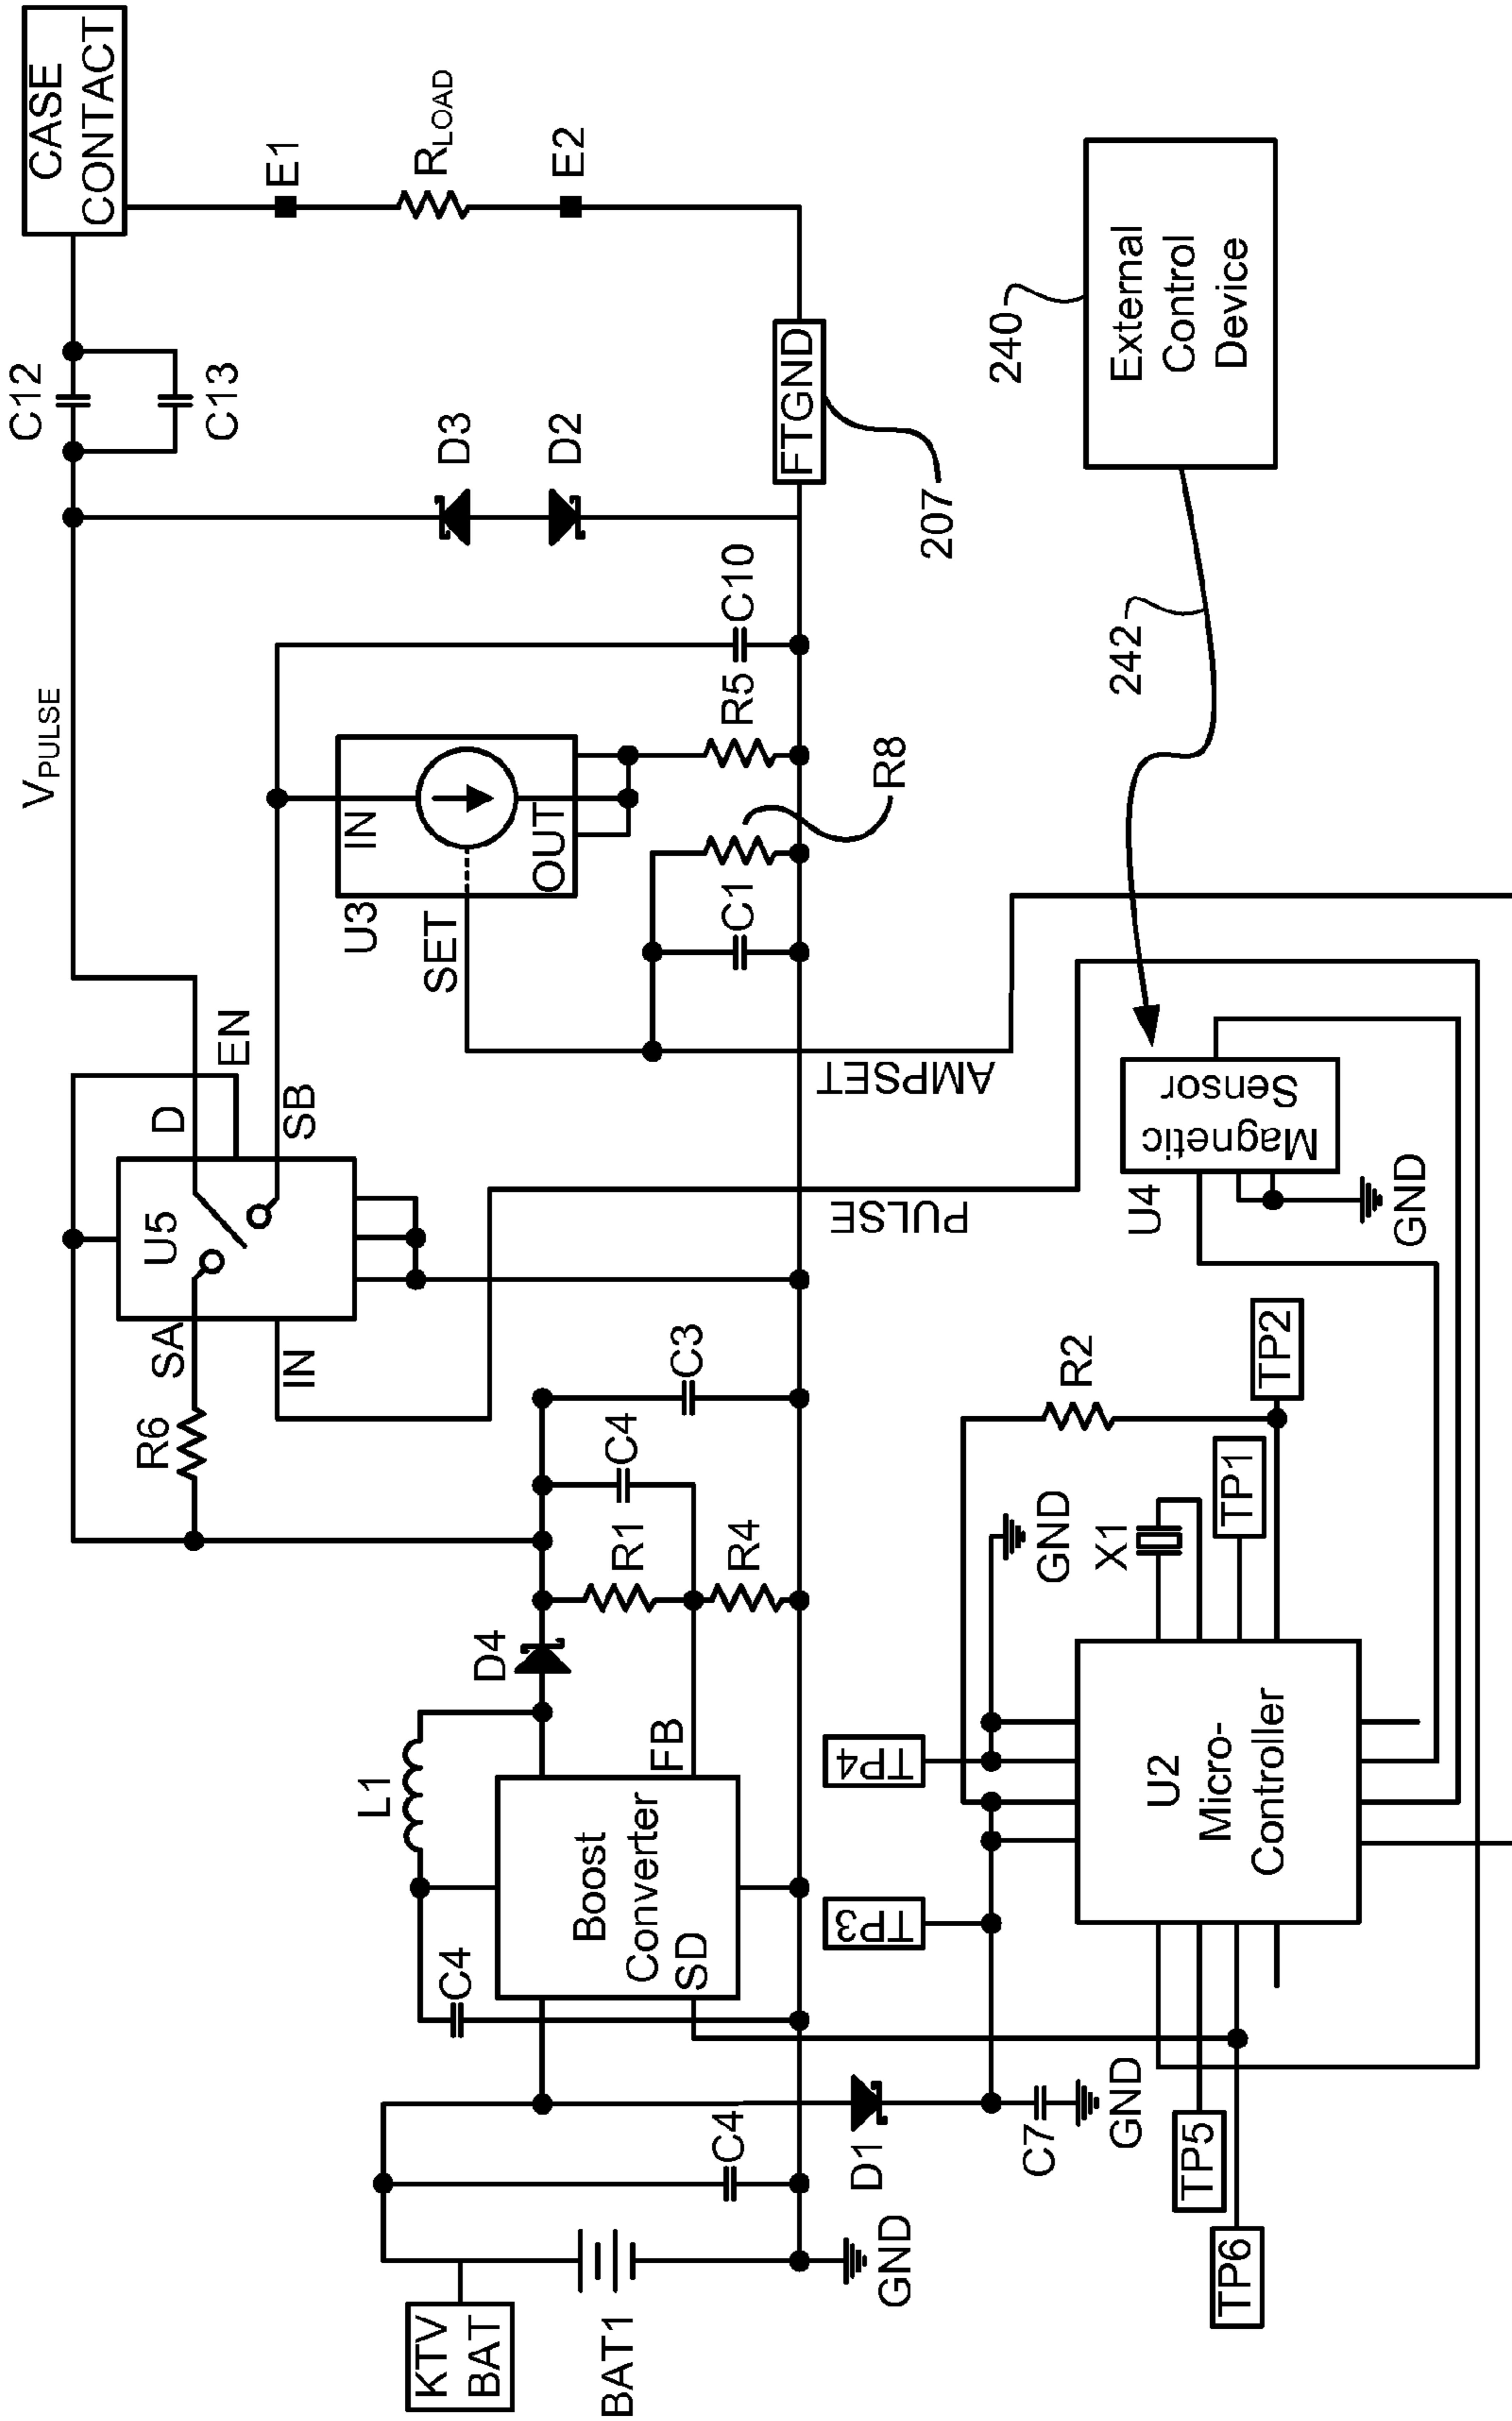 KTV
BAT
BAT1
C4
GND
C4
L1
Boost
Converter
SD
FB
D4
R1
R4
C4
C3
R6
SA
IN
U5
D
EN
SB
V_PULSE
U3
SET
IN
OUT
C1
R8
R5
C10
D3
D2
C12
C13
CASE
CONTACT
E1
R_LOAD
E2
FTGND
207
D1
C7
GND
TP3
TP4
TP5
TP6
U2
Micro-
Controller
GND
X1
TP1
TP2
R2
PULSE
AMPSET
U4
Magnetic
Sensor
GND
242
240
External
Control
Device